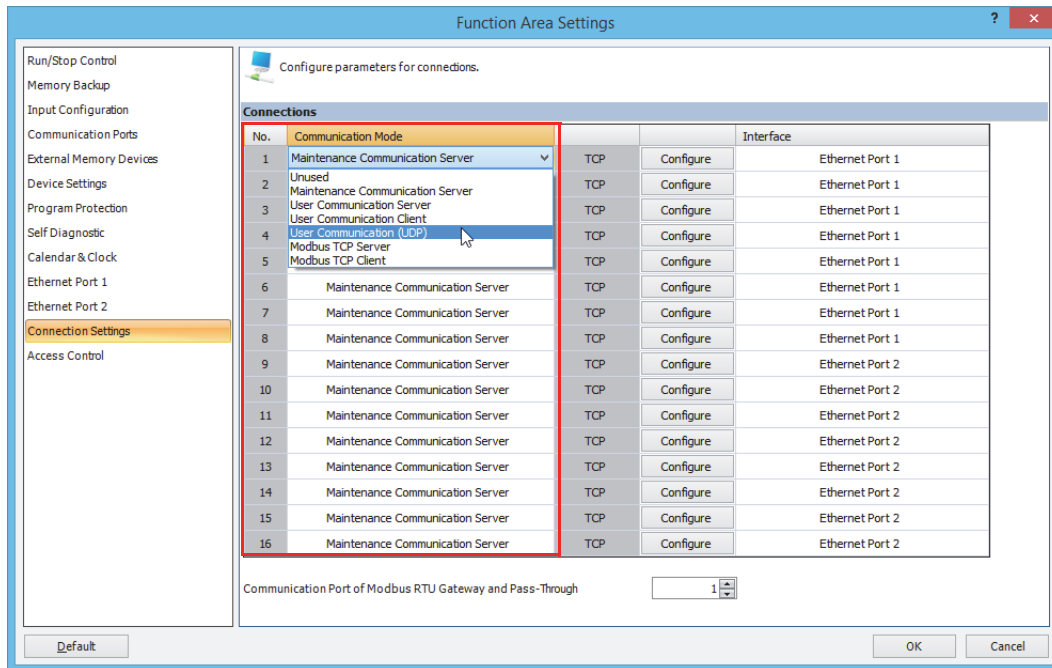 Function Area Settings
? ×
Run/Stop Control
Memory Backup
Input Configuration
Communication Ports
External Memory Devices
Device Settings
Program Protection
Self Diagnostic
Calendar & Clock
Ethernet Port 1
Ethernet Port 2
Connection Settings
Access Control
Configure parameters for connections.
Connections
No. Communication Mode Interface
1 Maintenance Communication Server TCP Configure Ethernet Port 1
Unused
Maintenance Communication Server
User Communication Server
User Communication Client
User Communication (UDP)
Modbus TCP Server
Modbus TCP Client
2 TCP Configure Ethernet Port 1
3 TCP Configure Ethernet Port 1
4 TCP Configure Ethernet Port 1
5 TCP Configure Ethernet Port 1
6 Maintenance Communication Server TCP Configure Ethernet Port 1
7 Maintenance Communication Server TCP Configure Ethernet Port 1
8 Maintenance Communication Server TCP Configure Ethernet Port 1
9 Maintenance Communication Server TCP Configure Ethernet Port 2
10 Maintenance Communication Server TCP Configure Ethernet Port 2
11 Maintenance Communication Server TCP Configure Ethernet Port 2
12 Maintenance Communication Server TCP Configure Ethernet Port 2
13 Maintenance Communication Server TCP Configure Ethernet Port 2
14 Maintenance Communication Server TCP Configure Ethernet Port 2
15 Maintenance Communication Server TCP Configure Ethernet Port 2
16 Maintenance Communication Server TCP Configure Ethernet Port 2
Communication Port of Modbus RTU Gateway and Pass-Through 1
Default OK Cancel